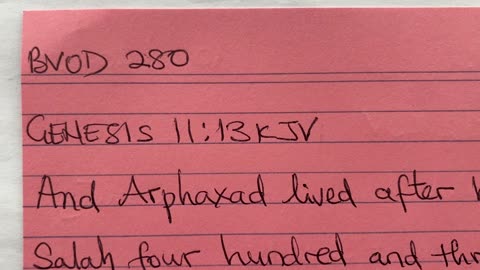 BVOD 280
GENESIS 11:13 KJV
And Arphaxad lived after
Salah four hundred and